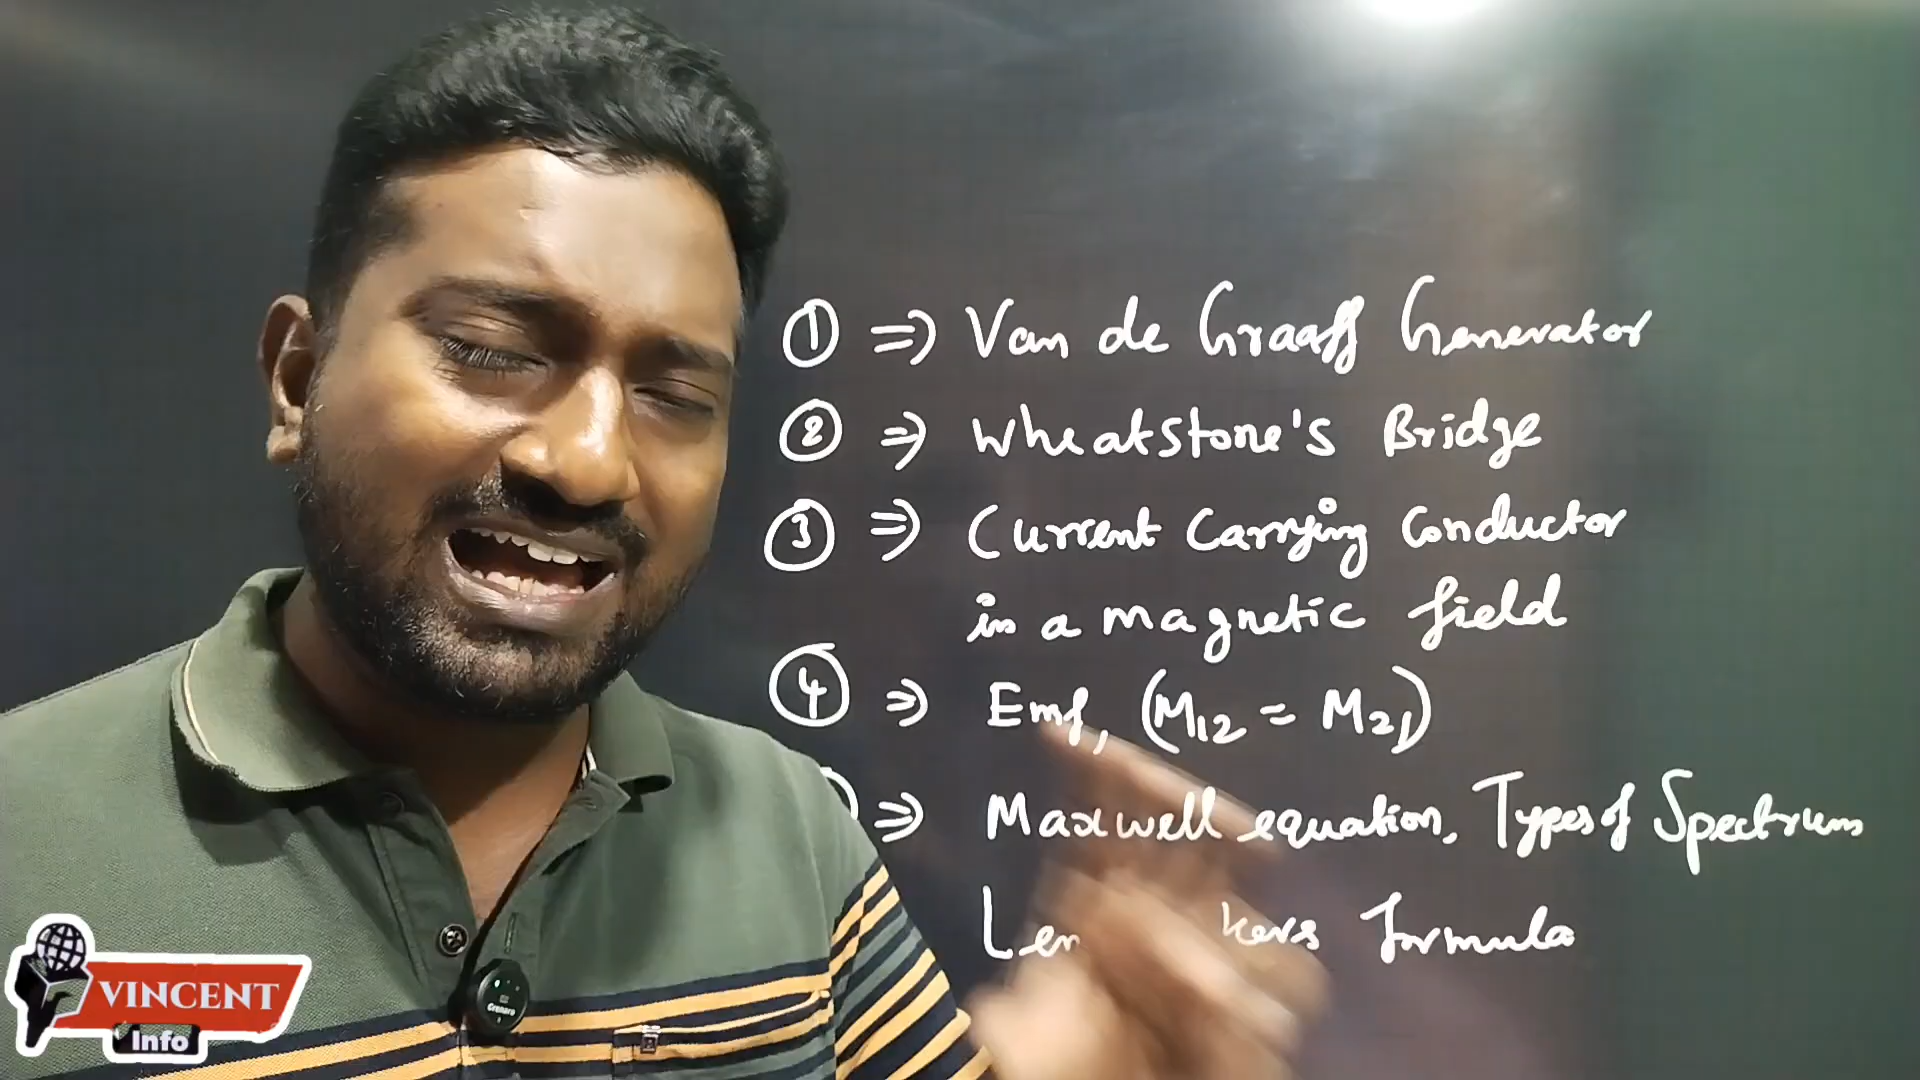 ① => Van de Graaff Generator
② => Wheatstone's Bridge
③ => Current Carrying Conductor
in a magnetic field
④ => Emf, (M12 = M21)
=> Maxwell equation, Types of Spectrum
Formula
VINCENT
Info